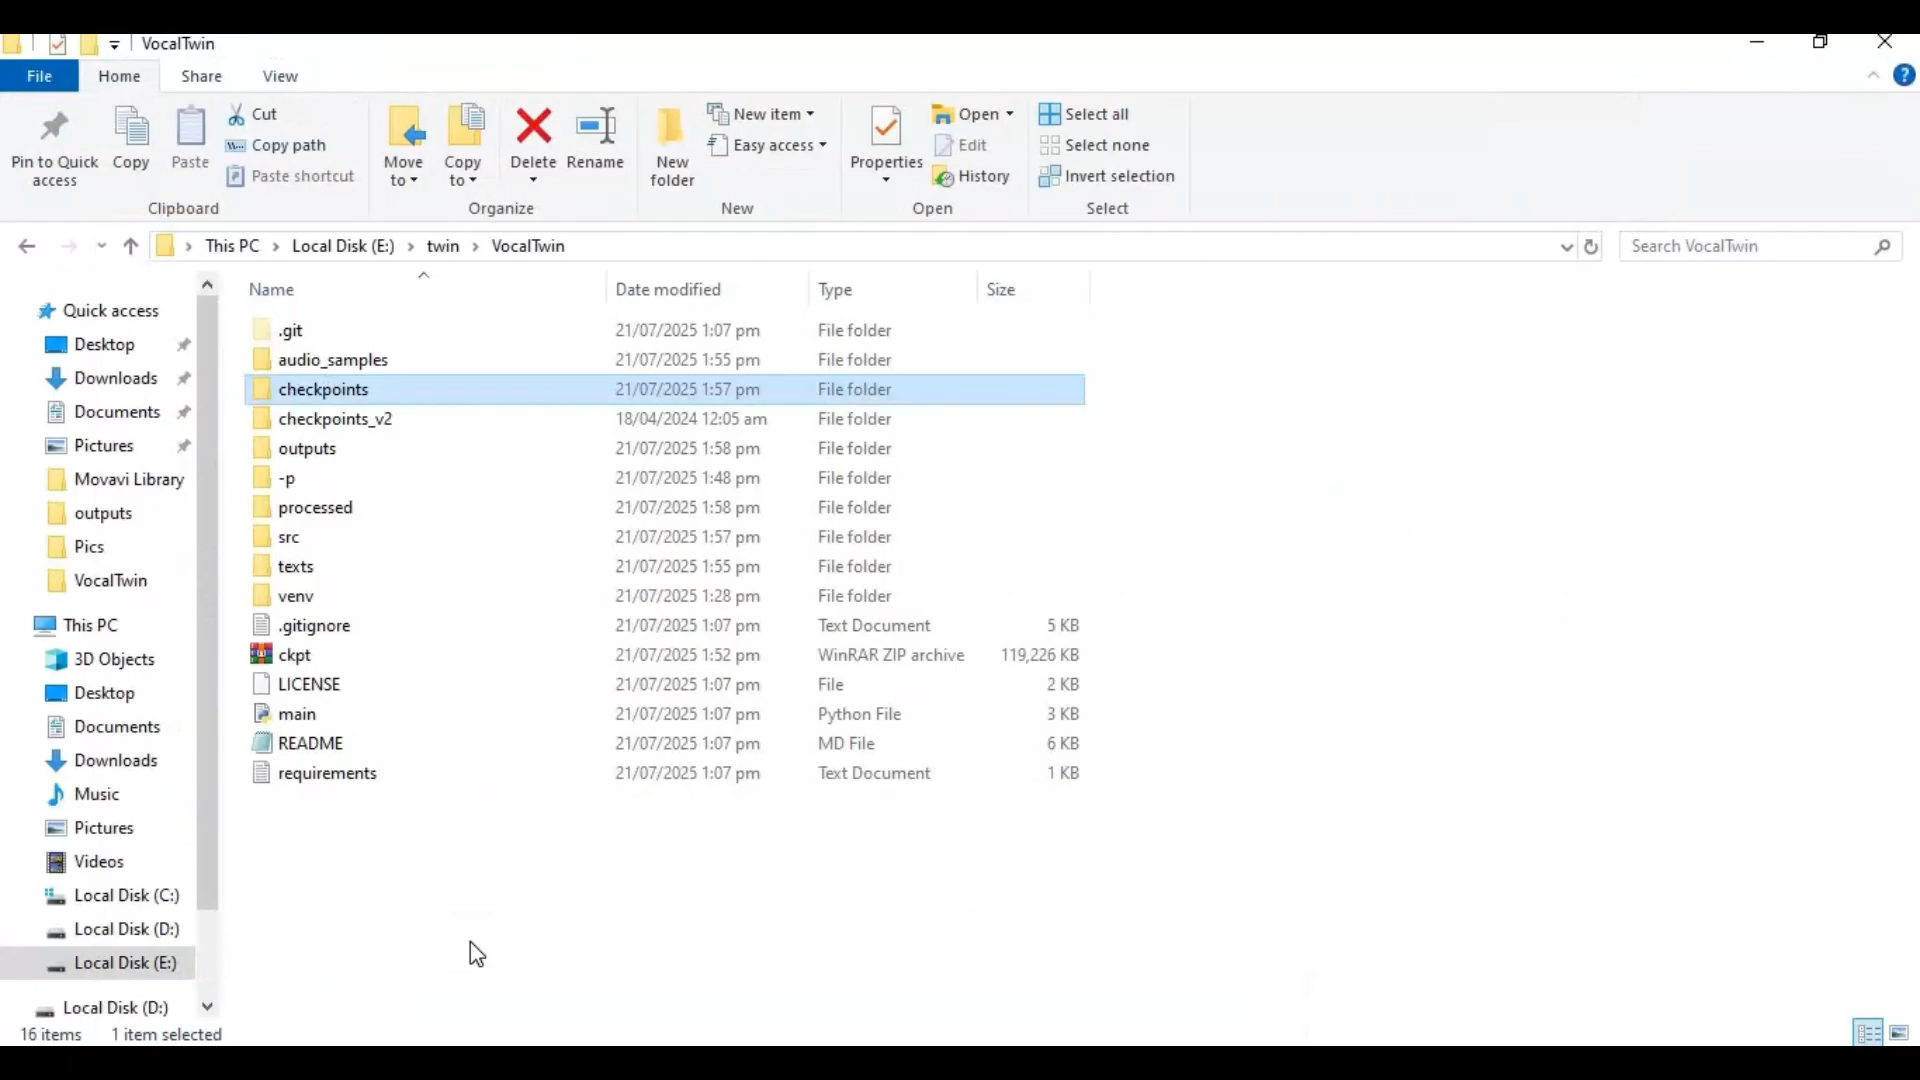 VocalTwin
File Home Share View
Pin to Quick access
Copy
Paste
Cut
Copy path
Paste shortcut
Clipboard
Move to
Copy to
Delete
Rename
Organize
New folder
New item
Easy access
New
Properties
Open
Edit
History
Open
Select all
Select none
Invert selection
Select
This PC > Local Disk (E:) > twin > VocalTwin
Search VocalTwin
Quick access
Desktop
Downloads
Documents
Pictures
Movavi Library
outputs
Pics
VocalTwin
This PC
3D Objects
Desktop
Documents
Downloads
Music
Pictures
Videos
Local Disk (C:)
Local Disk (D:)
Local Disk (E:)
Local Disk (D:)
Name Date modified Type Size
.git 21/07/2025 1:07 pm File folder
audio_samples 21/07/2025 1:55 pm File folder
checkpoints 21/07/2025 1:57 pm File folder
checkpoints_v2 18/04/2024 12:05 am File folder
outputs 21/07/2025 1:58 pm File folder
-p 21/07/2025 1:48 pm File folder
processed 21/07/2025 1:58 pm File folder
src 21/07/2025 1:57 pm File folder
texts 21/07/2025 1:55 pm File folder
venv 21/07/2025 1:28 pm File folder
.gitignore 21/07/2025 1:07 pm Text Document 5 KB
ckpt 21/07/2025 1:52 pm WinRAR ZIP archive 119,226 KB
LICENSE 21/07/2025 1:07 pm File 2 KB
main 21/07/2025 1:07 pm Python File 3 KB
README 21/07/2025 1:07 pm MD File 6 KB
requirements 21/07/2025 1:07 pm Text Document 1 KB
16 items 1 item selected